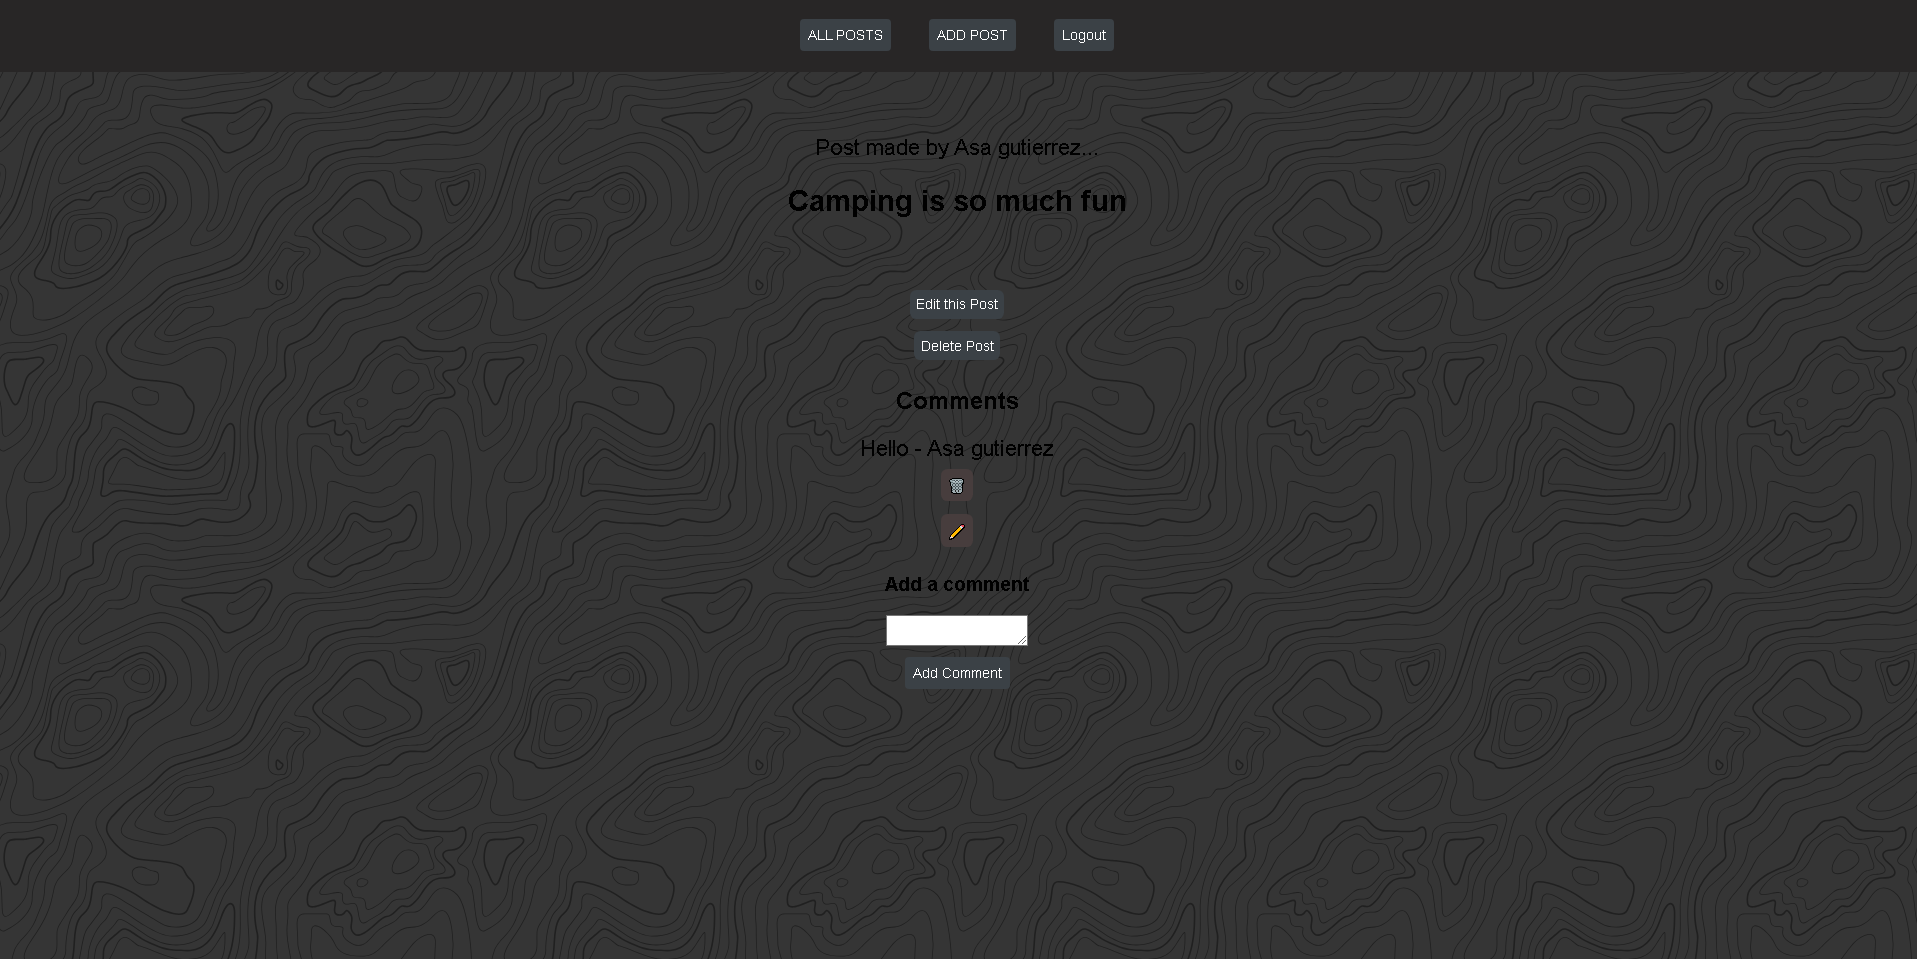 ALL POSTS ADD POST Logout
Post made by Asa gutierrez...
Camping is so much fun
Edit this Post
Delete Post
Comments
Hello - Asa gutierrez
Add a comment
Add Comment